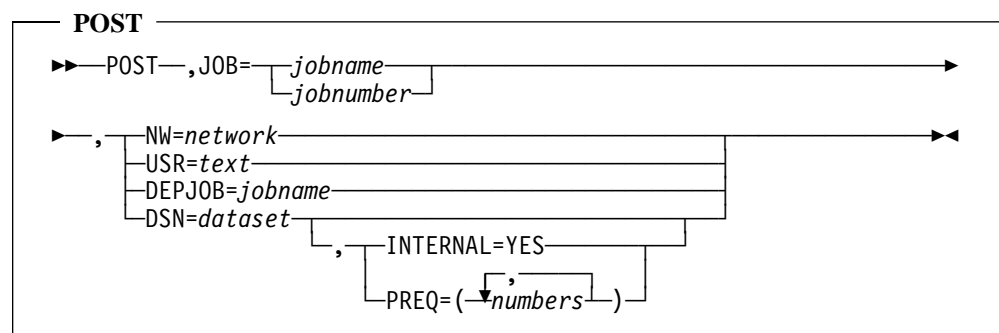 POST
POST ,JOB= jobname
jobnumber
, NW=network
USR=text
DEPJOB=jobname
DSN=dataset
, INTERNAL=YES
,
PREQ=( numbers )